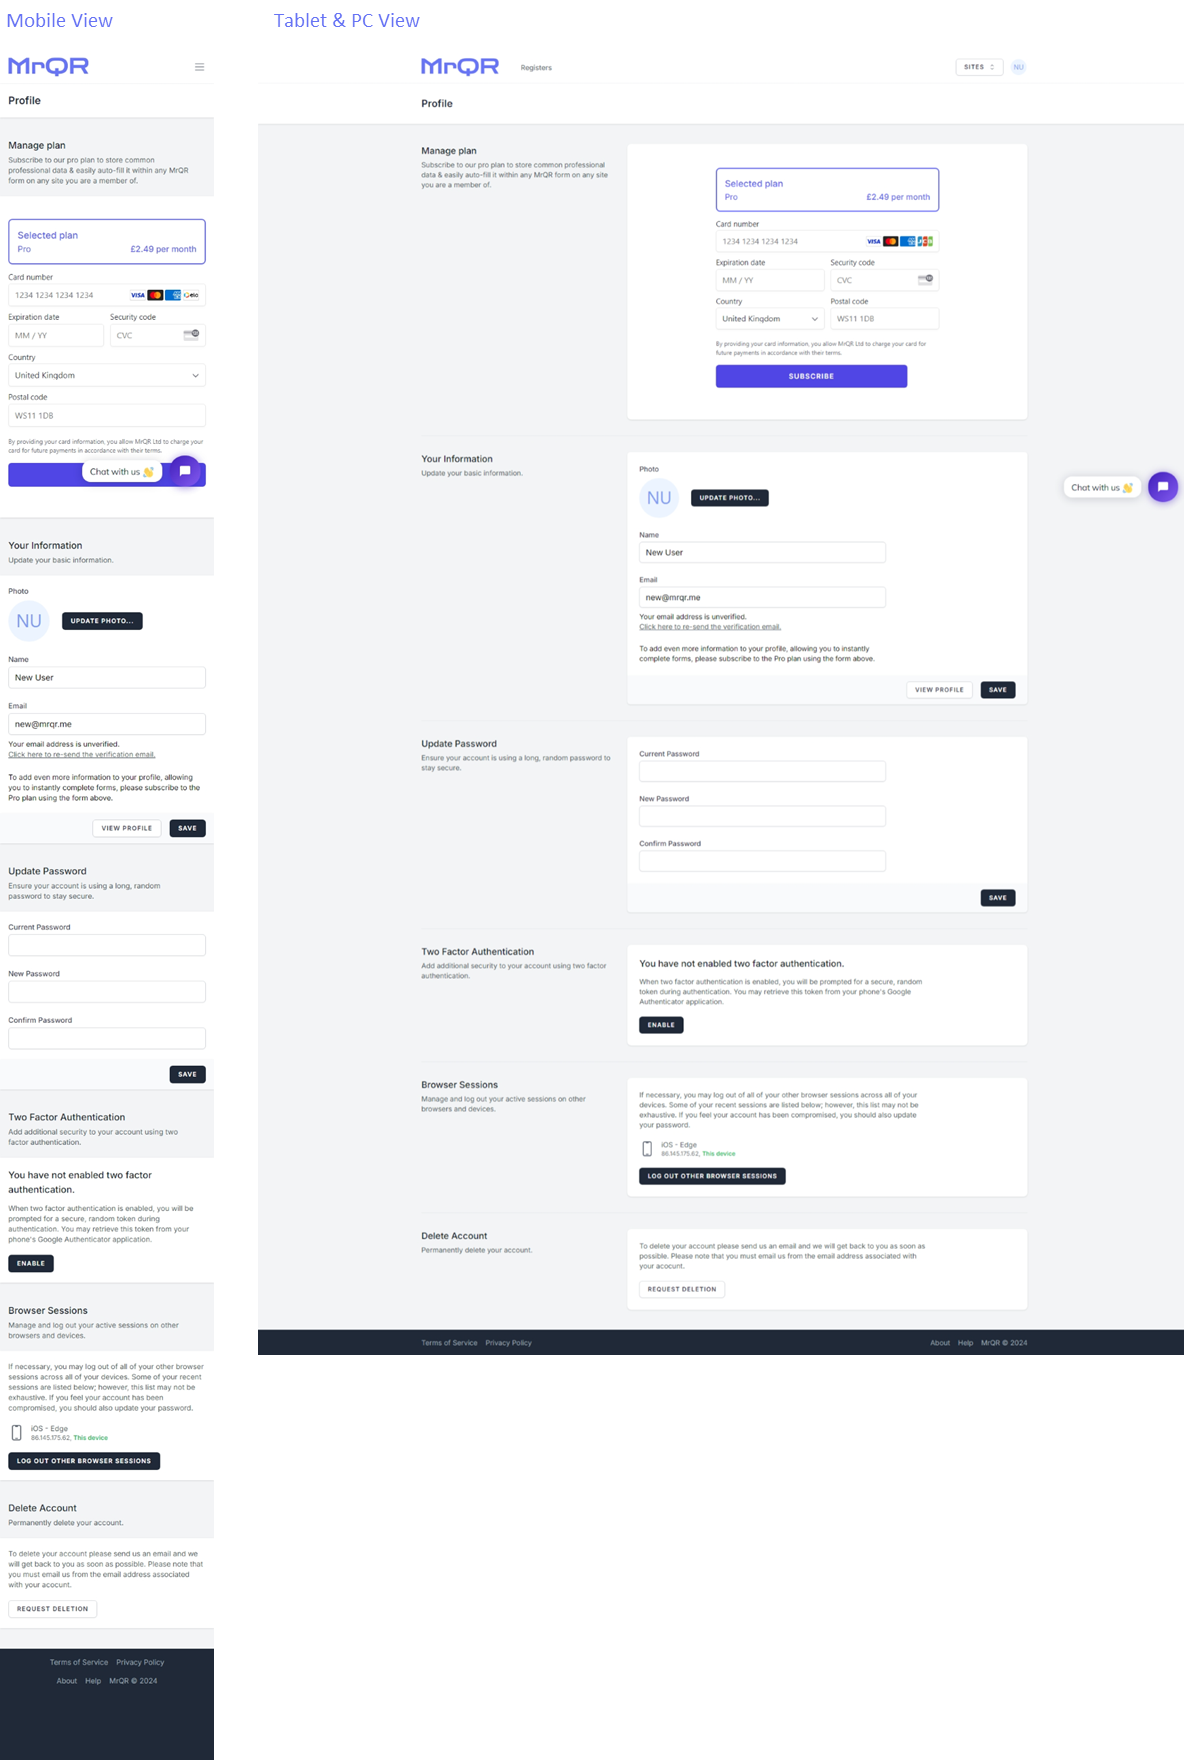 Mobile View
MrQR
Profile
Manage plan
Subscribe to our pro plan to store common
professional data & easily auto-fill it within any MrQR
form on any site you are a member of.
Selected plan
Pro £2.49 per month
Card number
1234 1234 1234 1234 VISA elo
Expiration date Security code
MM / YY CVC
Country
United Kingdom
Postal code
WS11 1DB
By providing your card information, you allow MrQR Ltd to charge your
card for future payments in accordance with their terms.
Chat with us 👋
Your Information
Update your basic information.
Photo
NU UPDATE PHOTO...
Name
New User
Email
new@mrqr.me
Your email address is unverified.
Click here to re-send the verification email.
To add even more information to your profile, allowing
you to instantly complete forms, please subscribe to the
Pro plan using the form above.
VIEW PROFILE SAVE
Update Password
Ensure your account is using a long, random
password to stay secure.
Current Password
New Password
Confirm Password
SAVE
Two Factor Authentication
Add additional security to your account using two
factor authentication.
You have not enabled two factor
authentication.
When two factor authentication is enabled, you will be
prompted for a secure, random token during
authentication. You may retrieve this token from your
phone's Google Authenticator application.
ENABLE
Browser Sessions
Manage and log out your active sessions on other
browsers and devices.
If necessary, you may log out of all of your other browser
sessions across all of your devices. Some of your recent
sessions are listed below; however, this list may not be
exhaustive. If you feel your account has been
compromised, you should also update your password.
iOS - Edge
86.145.175.62, This device
LOG OUT OTHER BROWSER SESSIONS
Delete Account
Permanently delete your account.
To delete your account please send us an email and we
will get back to you as soon as possible. Please note that
you must email us from the email address associated
with your acocunt.
REQUEST DELETION
Terms of Service Privacy Policy
About Help MrQR © 2024
Tablet & PC View
MrQR Registers SITES NU
Profile
Manage plan
Subscribe to our pro plan to store common professional
data & easily auto-fill it within any MrQR form on any site
you are a member of.
Selected plan
Pro £2.49 per month
Card number
1234 1234 1234 1234 VISA JCB
Expiration date Security code
MM / YY CVC
Country Postal code
United Kingdom WS11 1DB
By providing your card information, you allow MrQR Ltd to charge your card for
future payments in accordance with their terms.
SUBSCRIBE
Your Information
Update your basic information.
Photo
NU UPDATE PHOTO...
Chat with us 👋
Name
New User
Email
new@mrqr.me
Your email address is unverified.
Click here to re-send the verification email.
To add even more information to your profile, allowing you to instantly
complete forms, please subscribe to the Pro plan using the form above.
VIEW PROFILE SAVE
Update Password
Ensure your account is using a long, random password to
stay secure.
Current Password
New Password
Confirm Password
SAVE
Two Factor Authentication
Add additional security to your account using two factor
authentication.
You have not enabled two factor authentication.
When two factor authentication is enabled, you will be prompted for a secure, random
token during authentication. You may retrieve this token from your phone's Google
Authenticator application.
ENABLE
Browser Sessions
Manage and log out your active sessions on other
browsers and devices.
If necessary, you may log out of all of your other browser sessions across all of your
devices. Some of your recent sessions are listed below; however, this list may not be
exhaustive. If you feel your account has been compromised, you should also update
your password.
iOS - Edge
86.145.175.62, This device
LOG OUT OTHER BROWSER SESSIONS
Delete Account
Permanently delete your account.
To delete your account please send us an email and we will get back to you as soon as
possible. Please note that you must email us from the email address associated with
your acocunt.
REQUEST DELETION
Terms of Service Privacy Policy About Help MrQR © 2024